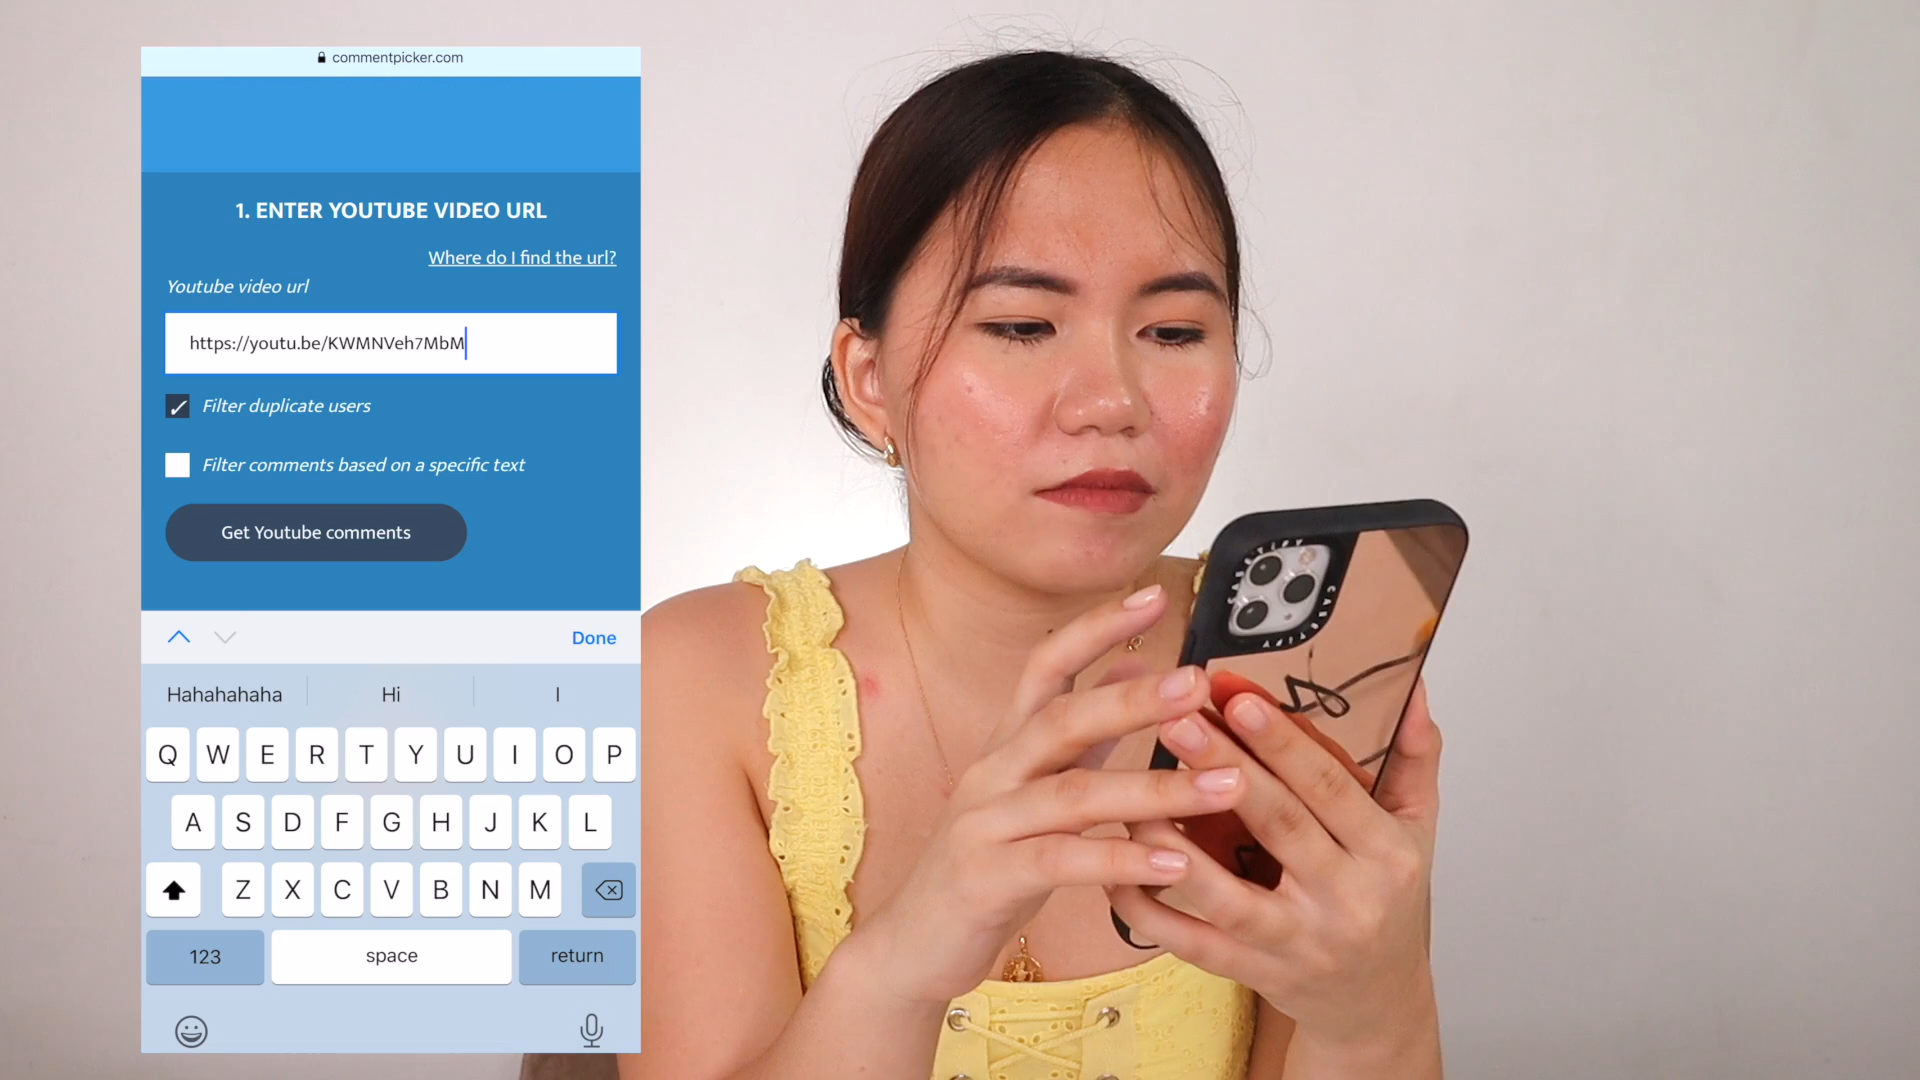 commentpicker.com
1. ENTER YOUTUBE VIDEO URL
Where do I find the url?
Youtube video url
https://youtu.be/KWMNVeh7MbM
Filter duplicate users
Filter comments based on a specific text
Get Youtube comments
Done
Hahahahaha Hi I
Q W E R T Y U I O P
A S D F G H J K L
Z X C V B N M
123 space return
CASETIFY